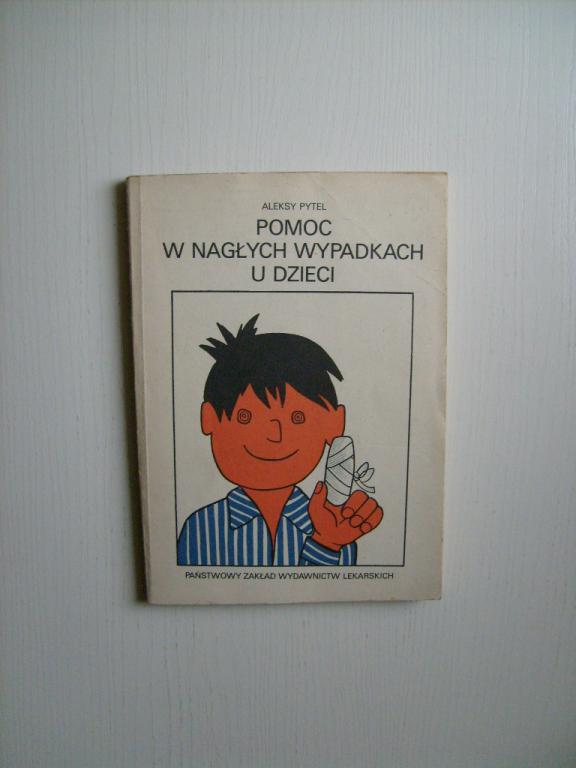 ALEKSY PYTEL
POMOC
W NAGŁYCH WYPADKACH
U DZIECI
PAŃSTWOWY ZAKŁAD WYDAWNICTW LEKARSKICH